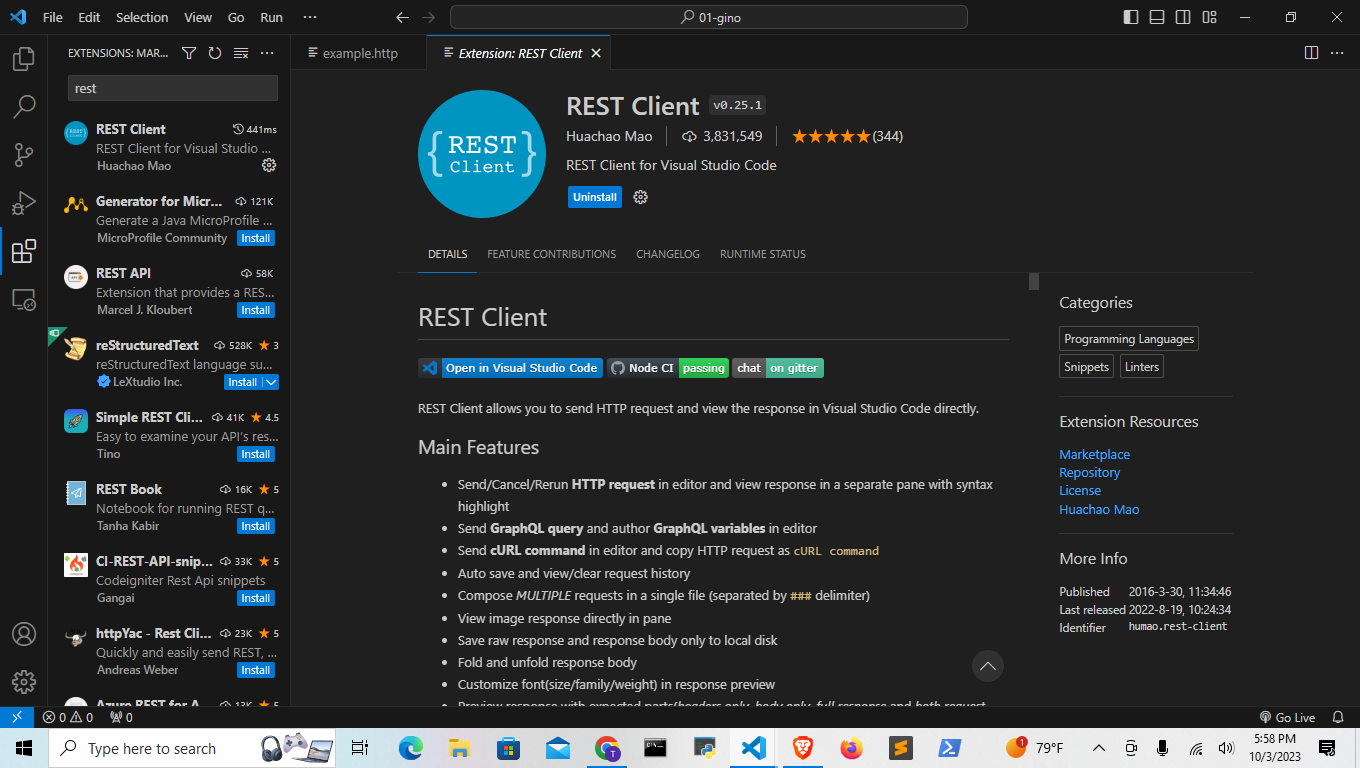 File Edit Selection View Go Run ···
01-gino
EXTENSIONS: MAR...
rest
REST Client 441ms
REST Client for Visual Studio ...
Huachao Mao
Generator for Micr... 121K
Generate a Java MicroProfile ...
MicroProfile Community Install
REST API 58K
Extension that provides a RES...
Marcel J. Kloubert Install
reStructuredText 528K 3
reStructuredText language su...
LeXtudio Inc. Install
Simple REST Cli... 41K 4.5
Easy to examine your API's res...
Tino Install
REST Book 16K 5
Notebook for running REST q...
Tanha Kabir Install
CI-REST-API-snip... 33K 5
Codeigniter Rest Api snippets
Gangai Install
httpYac - Rest Cli... 23K 5
Quickly and easily send REST, ...
Andreas Weber Install
Azure REST for A... 13K 5
example.http Extension: REST Client
{REST Client}
REST Client v0.25.1
Huachao Mao 3,831,549 (344)
REST Client for Visual Studio Code
Uninstall
DETAILS FEATURE CONTRIBUTIONS CHANGELOG RUNTIME STATUS
REST Client
Open in Visual Studio Code Node CI passing chat on gitter
REST Client allows you to send HTTP request and view the response in Visual Studio Code directly.
Main Features
• Send/Cancel/Rerun HTTP request in editor and view response in a separate pane with syntax
highlight
• Send GraphQL query and author GraphQL variables in editor
• Send cURL command in editor and copy HTTP request as cURL command
• Auto save and view/clear request history
• Compose MULTIPLE requests in a single file (separated by ### delimiter)
• View image response directly in pane
• Save raw response and response body only to local disk
• Fold and unfold response body
• Customize font(size/family/weight) in response preview
• Preview response with expected parts(headers only, body only, full response and both request
Categories
Programming Languages
Snippets Linters
Extension Resources
Marketplace
Repository
License
Huachao Mao
More Info
Published 2016-3-30, 11:34:46
Last released 2022-8-19, 10:24:34
Identifier humao.rest-client
0 0 0
Go Live
Type here to search
1 79°F
5:58 PM
10/3/2023